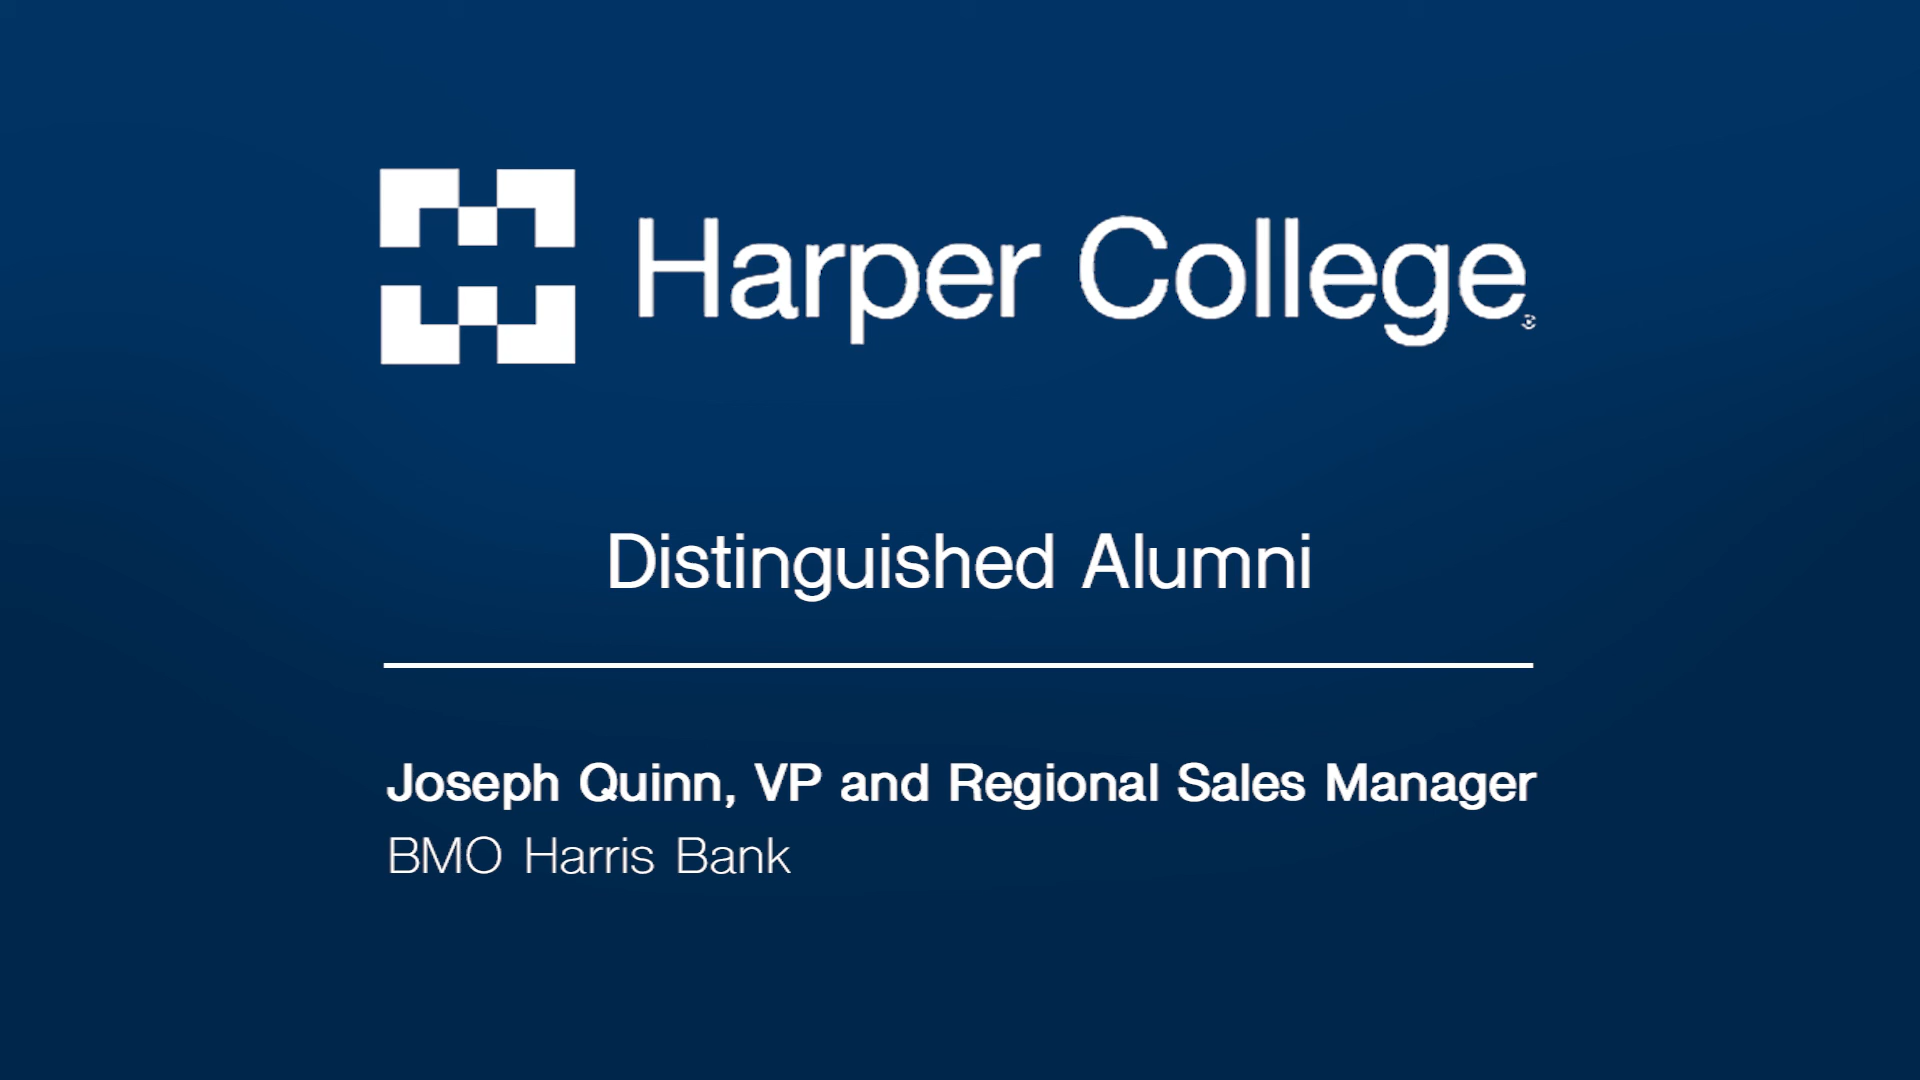 Harper College
Distinguished Alumni
Joseph Quinn, VP and Regional Sales Manager
BMO Harris Bank